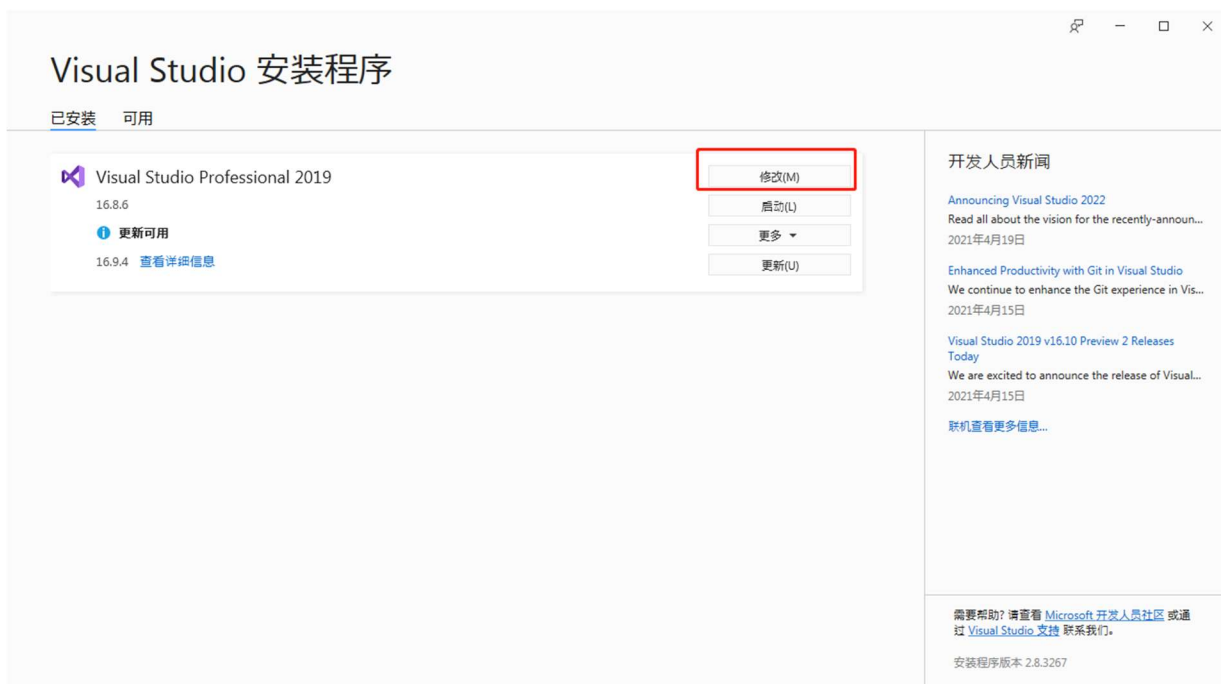 Visual Studio 安装程序
已安装 可用
Visual Studio Professional 2019
16.8.6
更新可用
16.9.4 查看详细信息
修改(M)
启动(L)
更多
更新(U)
开发人员新闻
Announcing Visual Studio 2022
Read all about the vision for the recently-announ...
2021年4月19日
Enhanced Productivity with Git in Visual Studio
We continue to enhance the Git experience in Vis...
2021年4月15日
Visual Studio 2019 v16.10 Preview 2 Releases
Today
We are excited to announce the release of Visual...
2021年4月15日
联机查看更多信息...
需要帮助? 请查看 Microsoft 开发人员社区 或通
过 Visual Studio 支持 联系我们。
安装程序版本 2.8.3267